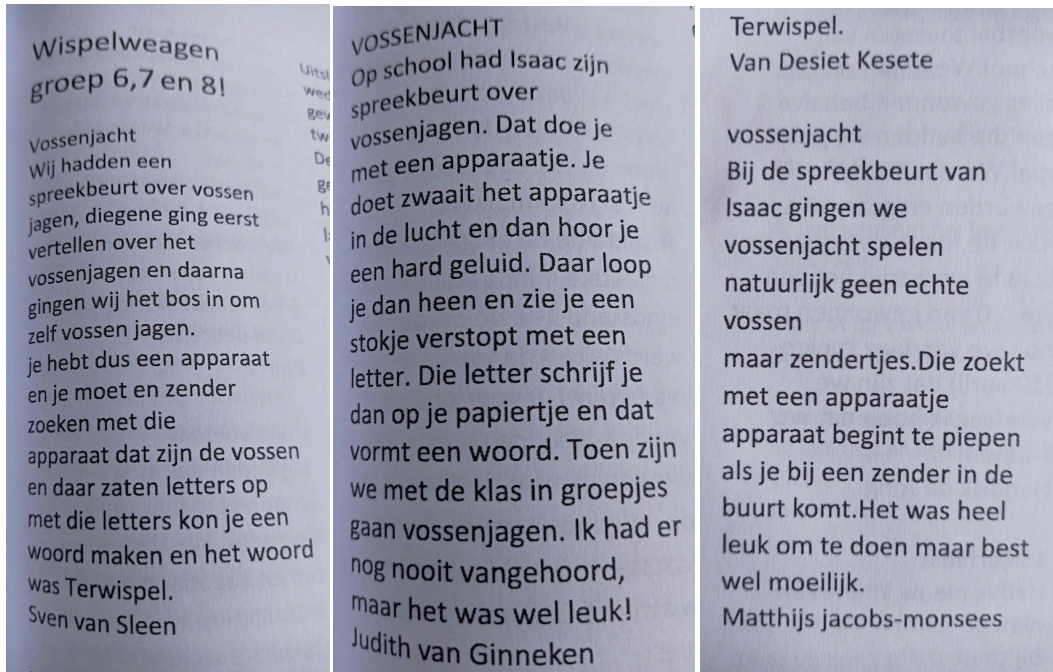 Wispelweagen
groep 6,7 en 8!
Vossenjacht
Wij hadden een
spreekbeurt over vossen
jagen, diegene ging eerst
vertellen over het
vossenjagen en daarna
gingen wij het bos in om
zelf vossen jagen.
je hebt dus een apparaat
en je moet en zender
zoeken met die
apparaat dat zijn de vossen
en daar zaten letters op
met die letters kon je een
woord maken en het woord
was Terwispel.
Sven van Sleen
VOSSENJACHT
Op school had Isaac zijn
spreekbeurt over
vossenjagen. Dat doe je
met een apparaatje. Je
doet zwaait het apparaatje
in de lucht en dan hoor je
een hard geluid. Daar loop
je dan heen en zie je een
stokje verstopt met een
letter. Die letter schrijf je
dan op je papiertje en dat
vormt een woord. Toen zijn
we met de klas in groepjes
gaan vossenjagen. Ik had er
nog nooit vangehoord,
maar het was wel leuk!
Judith van Ginneken
Terwispel.
Van Desiet Kesete
vossenjacht
Bij de spreekbeurt van
Isaac gingen we
vossenjacht spelen
natuurlijk geen echte
vossen
maar zendertjes.Die zoekt
met een apparaatje
apparaat begint te piepen
als je bij een zender in de
buurt komt.Het was heel
leuk om te doen maar best
wel moeilijk.
Matthijs jacobs-monsees